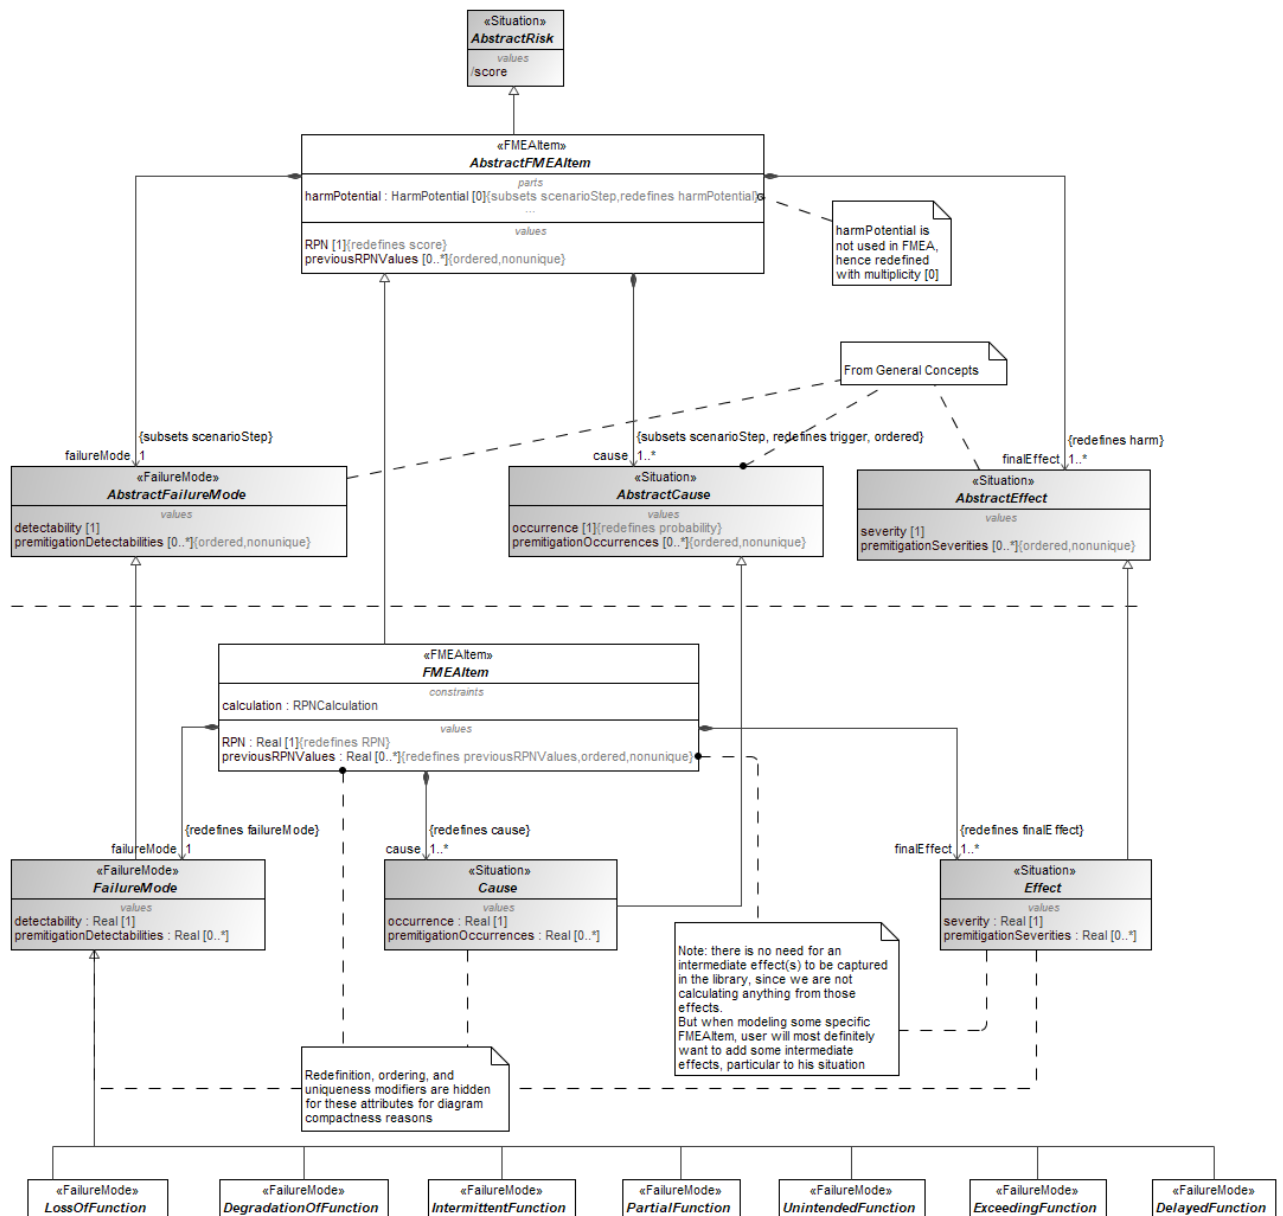 «Situation»
AbstractRisk
values
/score
«FMEAItem»
AbstractFMEAItem
parts
harmPotential : HarmPotential [0]{subsets scenarioStep,redefines harmPotential}
...
values
RPN [1]{redefines score}
previousRPNValues [0..*]{ordered,nonunique}
harmPotential is
not used in FMEA,
hence redefined
with multiplicity [0]
From General Concepts
{subsets scenarioStep}
failureMode 1
{subsets scenarioStep, redefines trigger, ordered}
cause 1..*
{redefines harm}
finalEffect 1..*
«FailureMode»
AbstractFailureMode
values
detectability [1]
premitigationDetectabilities [0..*]{ordered,nonunique}
«Situation»
AbstractCause
values
occurrence [1]{redefines probability}
premitigationOccurrences [0..*]{ordered,nonunique}
«Situation»
AbstractEffect
values
severity [1]
premitigationSeverities [0..*]{ordered,nonunique}
«FMEAItem»
FMEAItem
constraints
calculation : RPNCalculation
values
RPN : Real [1]{redefines RPN}
previousRPNValues : Real [0..*]{redefines previousRPNValues,ordered,nonunique}
{redefines failureMode}
failureMode 1
{redefines cause}
cause 1..*
{redefines finalEffect}
finalEffect 1..*
«FailureMode»
FailureMode
values
detectability : Real [1]
premitigationDetectabilities : Real [0..*]
«Situation»
Cause
values
occurrence : Real [1]
premitigationOccurrences : Real [0..*]
«Situation»
Effect
values
severity : Real [1]
premitigationSeverities : Real [0..*]
Note: there is no need for an
intermediate effect(s) to be captured
in the library, since we are not
calculating anything from those
effects.
But when modeling some specific
FMEAItem, user will most definitely
want to add some intermediate
effects, particular to his situation
Redefinition, ordering, and
uniqueness modifiers are hidden
for these attributes for diagram
compactness reasons
«FailureMode»
LossOfFunction
«FailureMode»
DegradationOfFunction
«FailureMode»
IntermittentFunction
«FailureMode»
PartialFunction
«FailureMode»
UnintendedFunction
«FailureMode»
ExceedingFunction
«FailureMode»
DelayedFunction